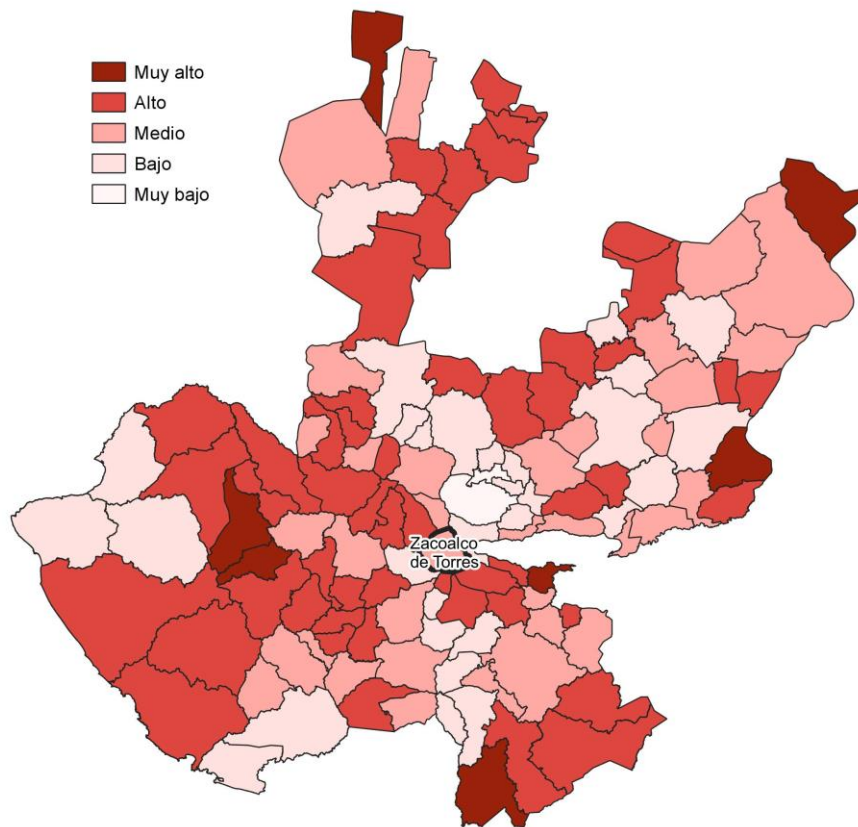 Muy alto
Alto
Medio
Bajo
Muy bajo
Zacoalco
de Torres